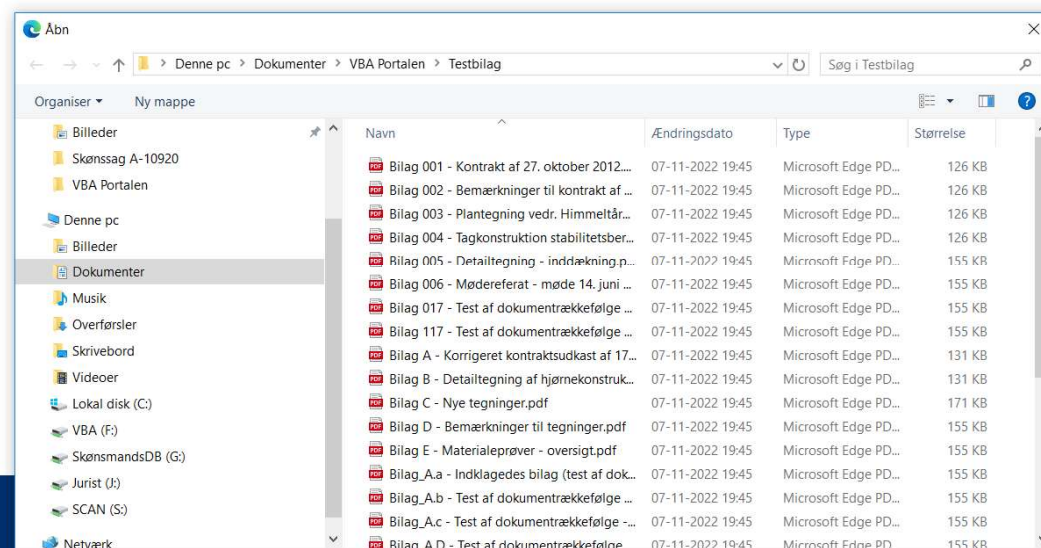 Åbn
Denne pc > Dokumenter > VBA Portalen > Testbilag
Søg i Testbilag
Organiser
Ny mappe
Billeder
Skønssag A-10920
VBA Portalen
Denne pc
Billeder
Dokumenter
Musik
Overførsler
Skrivebord
Videoer
Lokal disk (C:)
VBA (F:)
SkønsmandsDB (G:)
Jurist (J:)
SCAN (S:)
Netværk
Navn Ændringsdato Type Størrelse
Bilag 001 - Kontrakt af 27. oktober 2012.... 07-11-2022 19:45 Microsoft Edge PD... 126 KB
Bilag 002 - Bemærkninger til kontrakt af ... 07-11-2022 19:45 Microsoft Edge PD... 126 KB
Bilag 003 - Plantegning vedr. Himmeltår... 07-11-2022 19:45 Microsoft Edge PD... 126 KB
Bilag 004 - Tagkonstruktion stabilitetsber... 07-11-2022 19:45 Microsoft Edge PD... 126 KB
Bilag 005 - Detailtegning - inddækning.p... 07-11-2022 19:45 Microsoft Edge PD... 155 KB
Bilag 006 - Mødereferat - møde 14. juni ... 07-11-2022 19:45 Microsoft Edge PD... 155 KB
Bilag 017 - Test af dokumentrækkefølge ... 07-11-2022 19:45 Microsoft Edge PD... 155 KB
Bilag 117 - Test af dokumentrækkefølge ... 07-11-2022 19:45 Microsoft Edge PD... 155 KB
Bilag A - Korrigeret kontraktsudkast af 17... 07-11-2022 19:45 Microsoft Edge PD... 131 KB
Bilag B - Detailtegning af hjørnekonstruk... 07-11-2022 19:45 Microsoft Edge PD... 131 KB
Bilag C - Nye tegninger.pdf 07-11-2022 19:45 Microsoft Edge PD... 171 KB
Bilag D - Bemærkninger til tegninger.pdf 07-11-2022 19:45 Microsoft Edge PD... 155 KB
Bilag E - Materialeprøver - oversigt.pdf 07-11-2022 19:45 Microsoft Edge PD... 155 KB
Bilag_A.a - Indklagedes bilag (test af dok... 07-11-2022 19:45 Microsoft Edge PD... 155 KB
Bilag_A.b - Test af dokumentrækkefølge ... 07-11-2022 19:45 Microsoft Edge PD... 155 KB
Bilag_A.c - Test af dokumentrækkefølge -... 07-11-2022 19:45 Microsoft Edge PD... 155 KB
Bilag_A.D - Test af dokumentrækkefølge 07-11-2022 19:45 Microsoft Edge PD... 155 KB